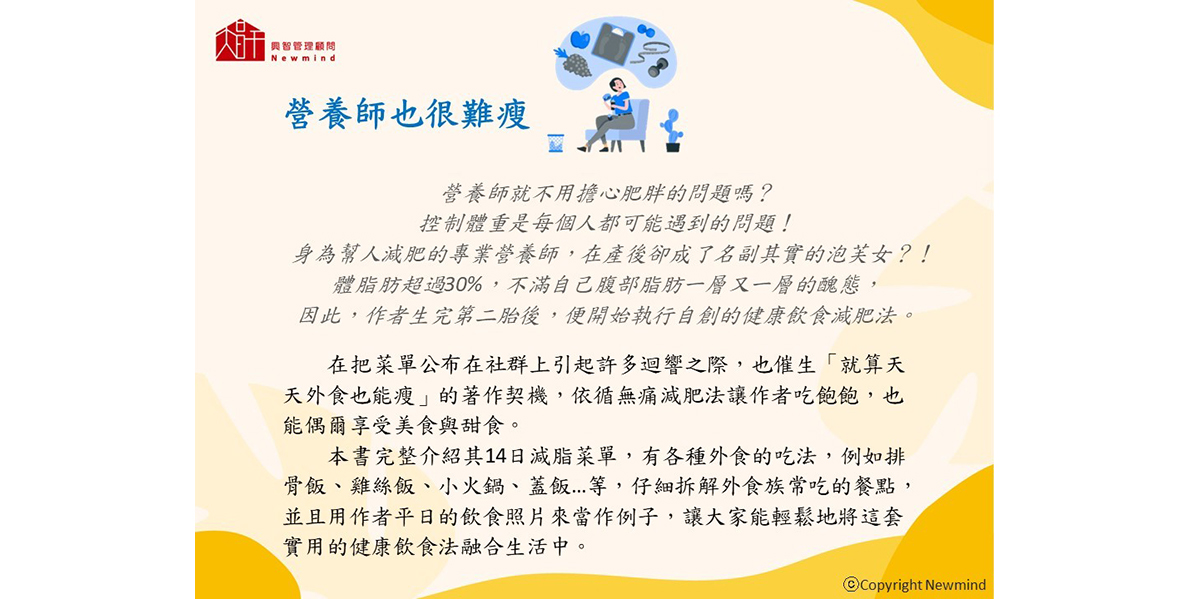 興智管理顧問
Newmind
營養師也很難瘦
營養師就不用擔心肥胖的問題嗎？
控制體重是每個人都可能遇到的問題！
身為幫人減肥的專業營養師，在產後卻成了名副其實的泡芙女？！
體脂肪超過30%，不滿自己腹部脂肪一層又一層的醜態，
因此，作者生完第二胎後，便開始執行自創的健康飲食減肥法。
在把菜單公布在社群上引起許多迴響之際，也催生「就算天
天外食也能瘦」的著作契機，依循無痛減肥法讓作者吃飽飽，也
能偶爾享受美食與甜食。
本書完整介紹其14日減脂菜單，有各種外食的吃法，例如排
骨飯、雞絲飯、小火鍋、蓋飯...等，仔細拆解外食族常吃的餐點，
並且用作者平日的飲食照片來當作例子，讓大家能輕鬆地將這套
實用的健康飲食法融合生活中。
ⒸCopyright Newmind